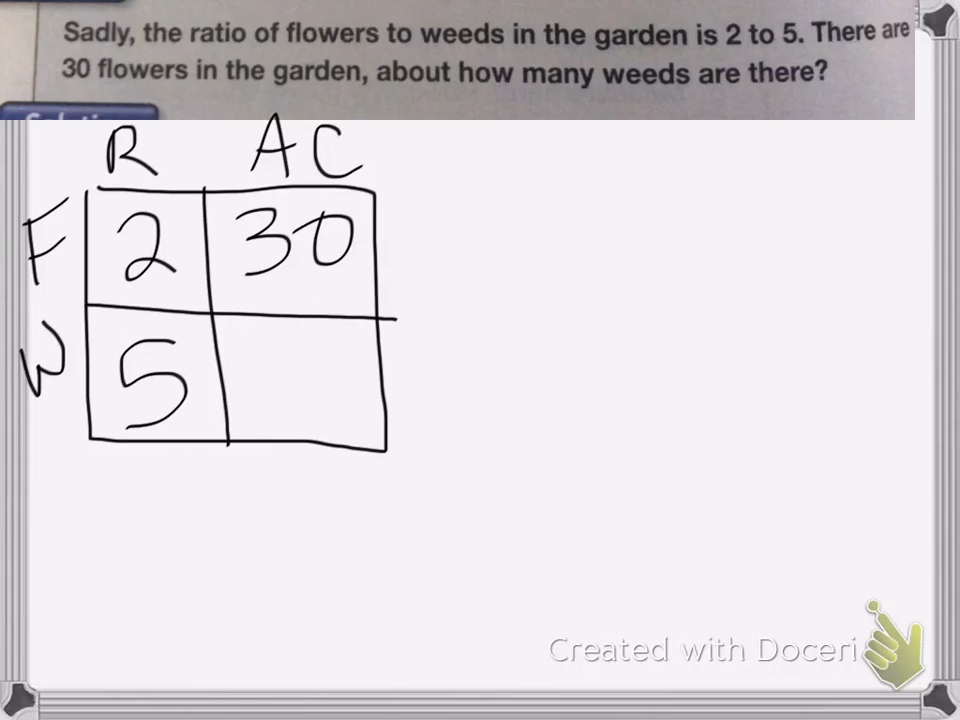 Sadly, the ratio of flowers to weeds in the garden is 2 to 5. There are
30 flowers in the garden, about how many weeds are there?
R AC
F 2 30
W 5
Created with Doceri